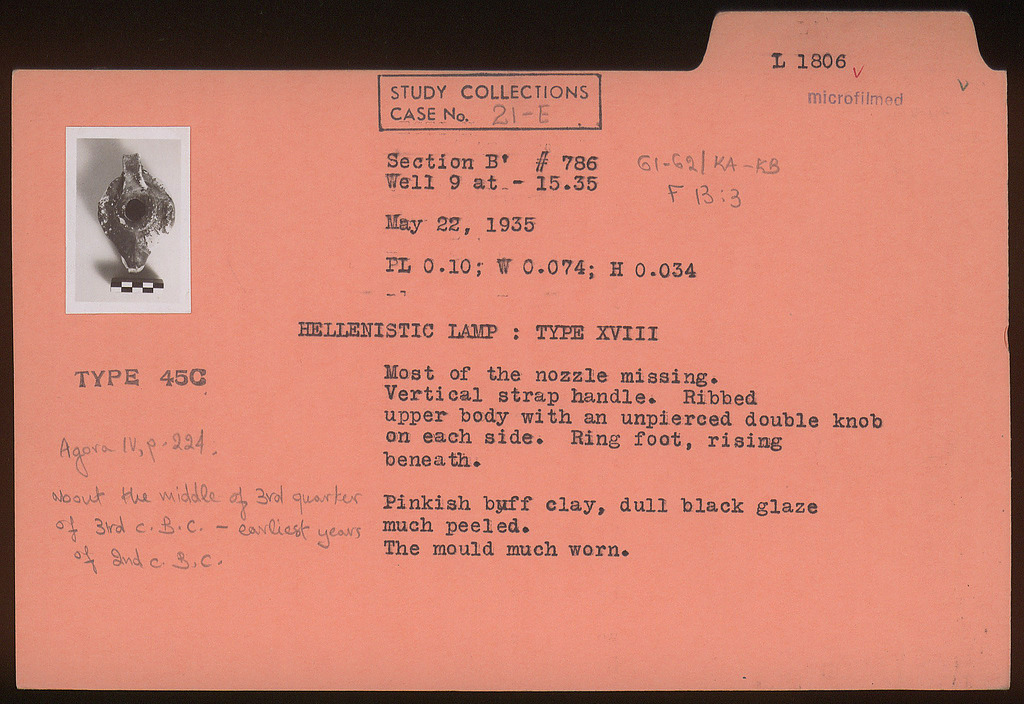 L 1806
microfilmed
STUDY COLLECTIONS
CASE No. 21-E
Section B' # 786
Well 9 at - 15.35
61-62/KA-KB
F 13:3
May 22, 1935
PL 0.10; W 0.074; H 0.034
HELLENISTIC LAMP : TYPE XVIII
TYPE 45C
Most of the nozzle missing.
Vertical strap handle. Ribbed
upper body with an unpierced double knob
on each side. Ring foot, rising
beneath.
Agora IV, p. 224.
about the middle of 3rd quarter
of 3rd c. B.C. – earliest years
of 2nd c. B.C.
Pinkish buff clay, dull black glaze
much peeled.
The mould much worn.